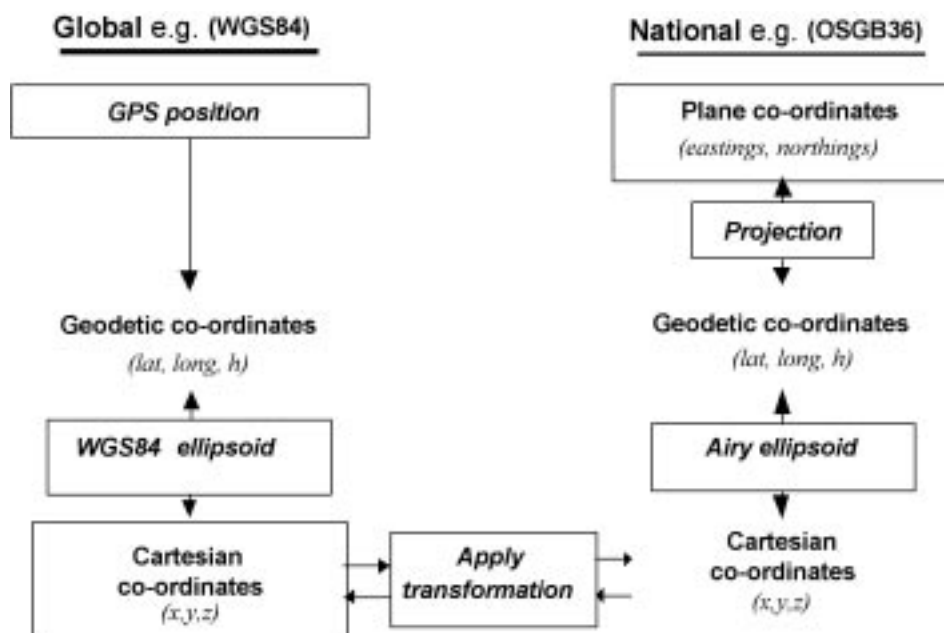 Global e.g. (WGS84)
GPS position
Geodetic co-ordinates
(lat, long, h)
WGS84 ellipsoid
Cartesian
co-ordinates
(x,y,z)
Apply
transformation
National e.g. (OSGB36)
Plane co-ordinates
(eastings, northings)
Projection
Geodetic co-ordinates
(lat, long, h)
Airy ellipsoid
Cartesian
co-ordinates
(x,y,z)